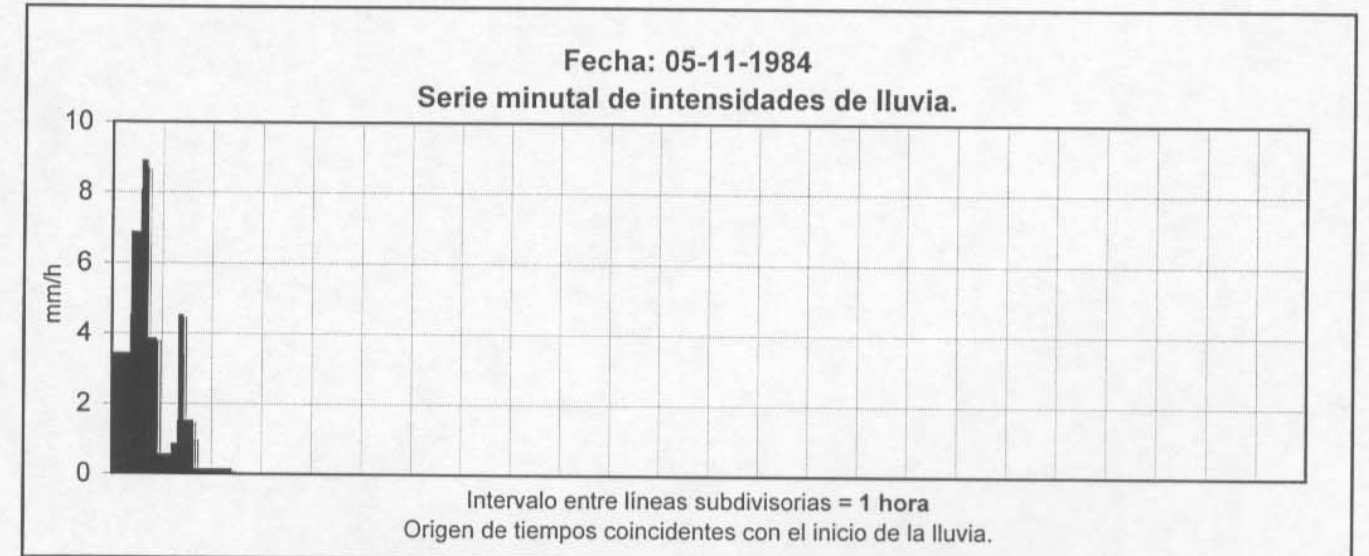 Fecha: 05-11-1984
Serie minutal de intensidades de lluvia.
10
8
6
4
2
0
mm/h
Intervalo entre líneas subdivisorias = 1 hora
Origen de tiempos coincidentes con el inicio de la lluvia.